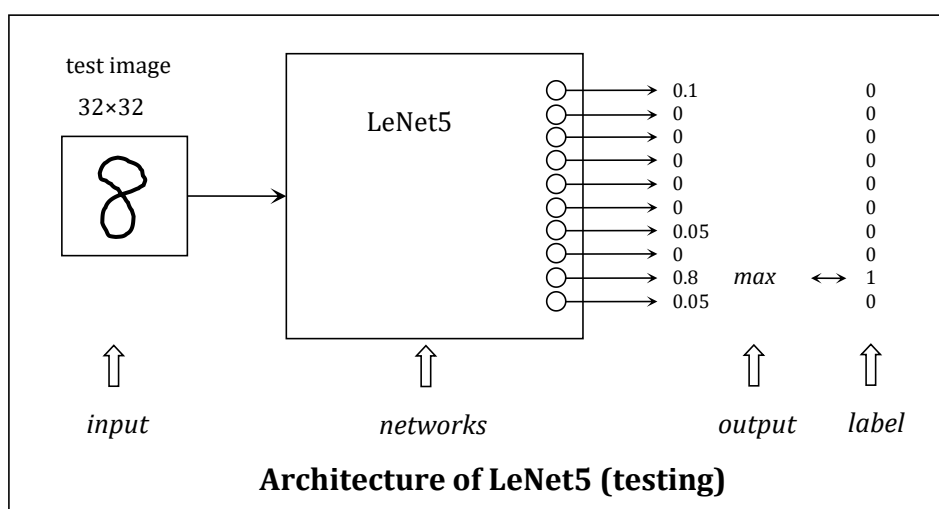 test image
32×32
LeNet5
0.1 0
0 0
0 0
0 0
0 0
0 0
0.05 0
0 0
0.8 max 1
0.05 0
input networks output label
Architecture of LeNet5 (testing)